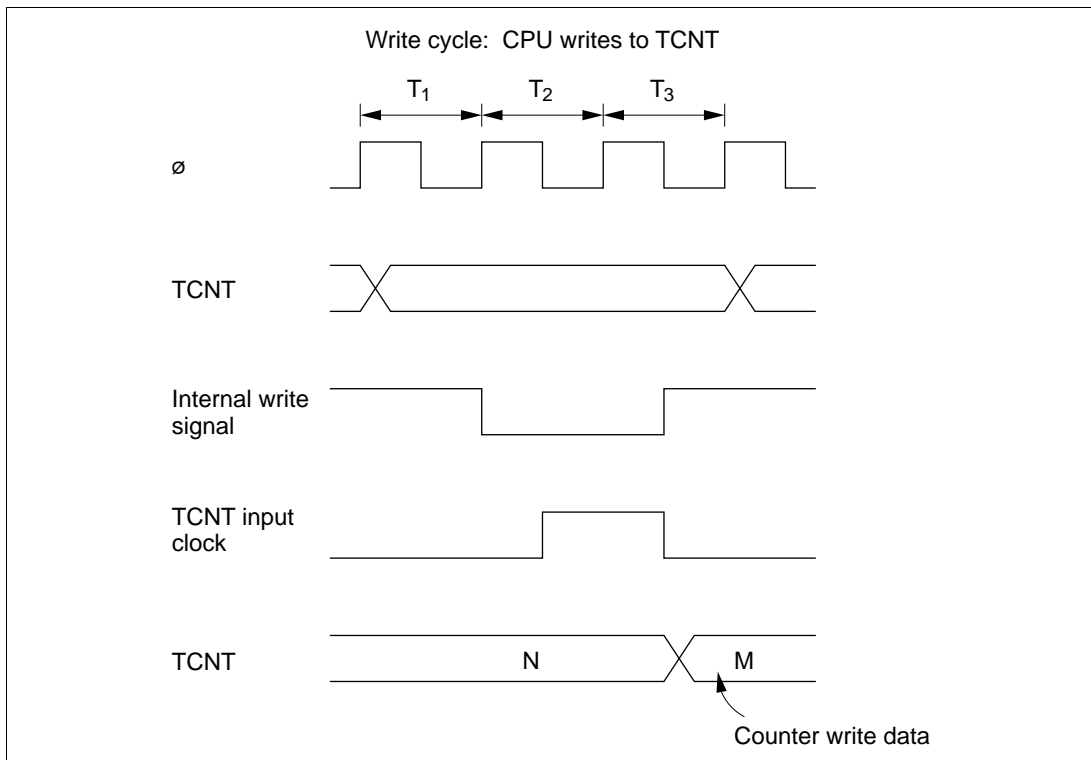 Write cycle: CPU writes to TCNT
T1 T2 T3
ø
TCNT
Internal write
signal
TCNT input
clock
TCNT N M
Counter write data